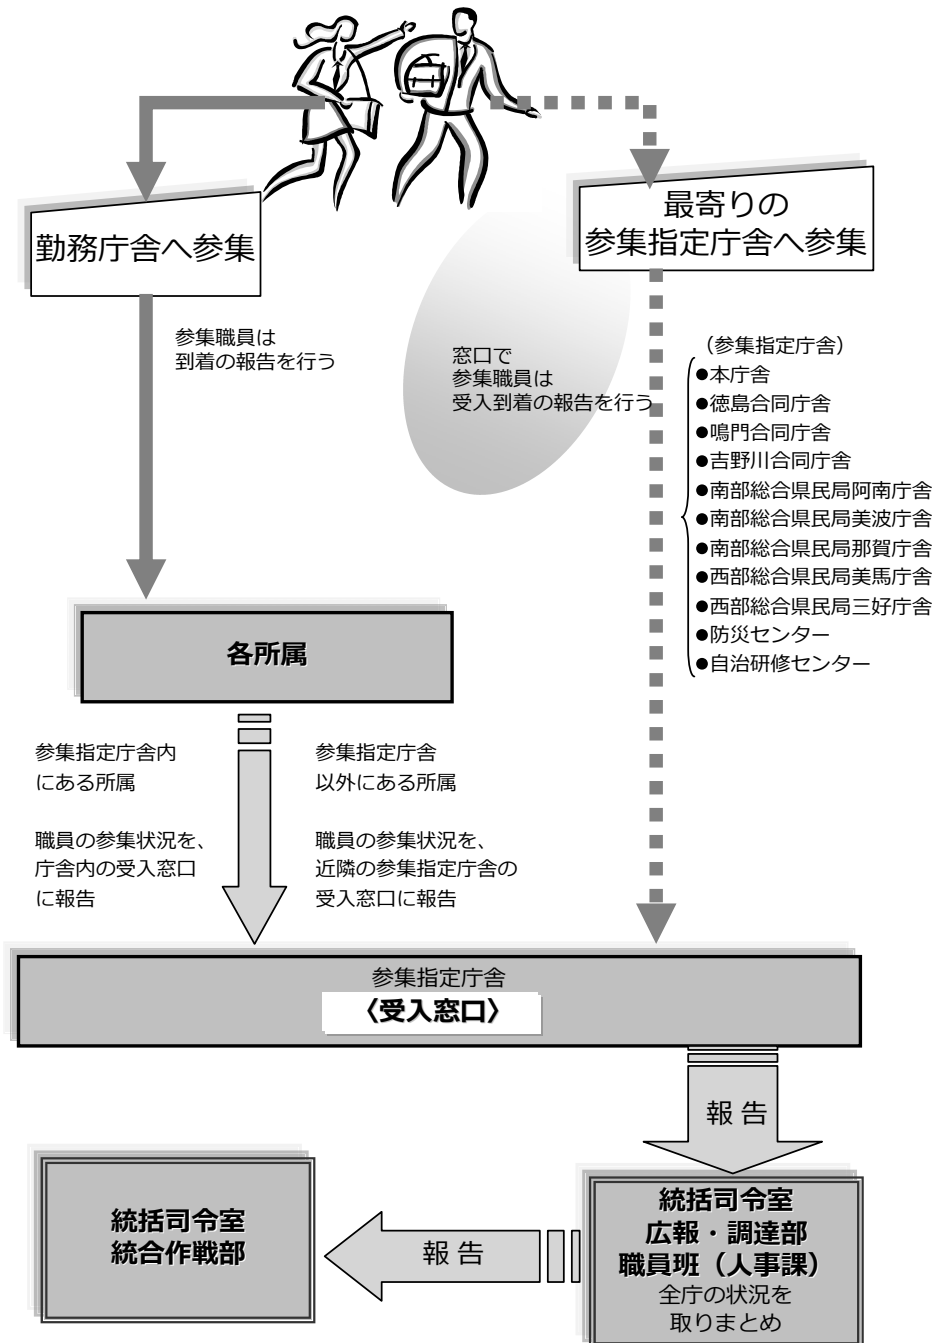 勤務庁舎へ参集
最寄りの
参集指定庁舎へ参集
参集職員は
到着の報告を行う
窓口で
参集職員は
受入到着の報告を行う
（参集指定庁舎）
●本庁舎
●徳島合同庁舎
●鳴門合同庁舎
●吉野川合同庁舎
●南部総合県民局阿南庁舎
●南部総合県民局美波庁舎
●南部総合県民局那賀庁舎
●西部総合県民局美馬庁舎
●西部総合県民局三好庁舎
●防災センター
●自治研修センター
各所属
参集指定庁舎内
にある所属
職員の参集状況を、
庁舎内の受入窓口
に報告
参集指定庁舎
以外にある所属
職員の参集状況を、
近隣の参集指定庁舎の
受入窓口に報告
参集指定庁舎
〈受入窓口〉
報 告
統括司令室
広報・調達部
職員班（人事課）
全庁の状況を
取りまとめ
報 告
統括司令室
統合作戦部